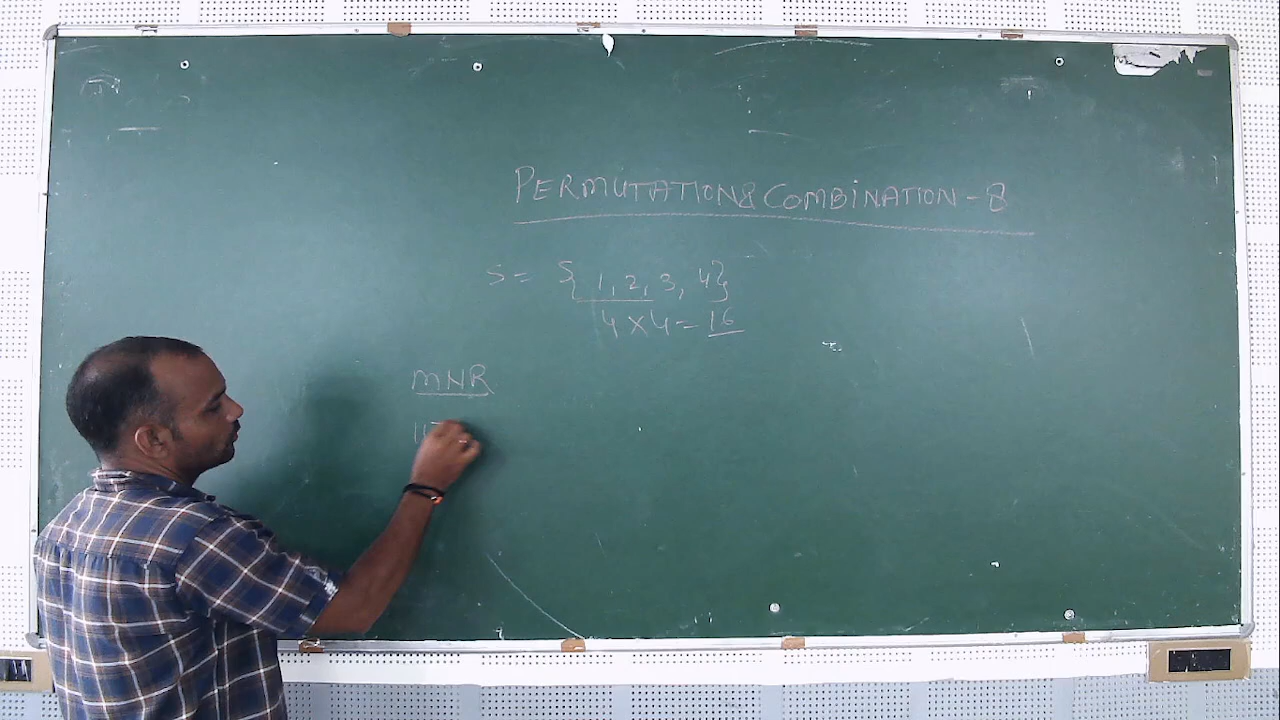 PERMUTATION & COMBINATION - 8
S = { 1, 2, 3, 4}
4 x 4 = 16
MNR